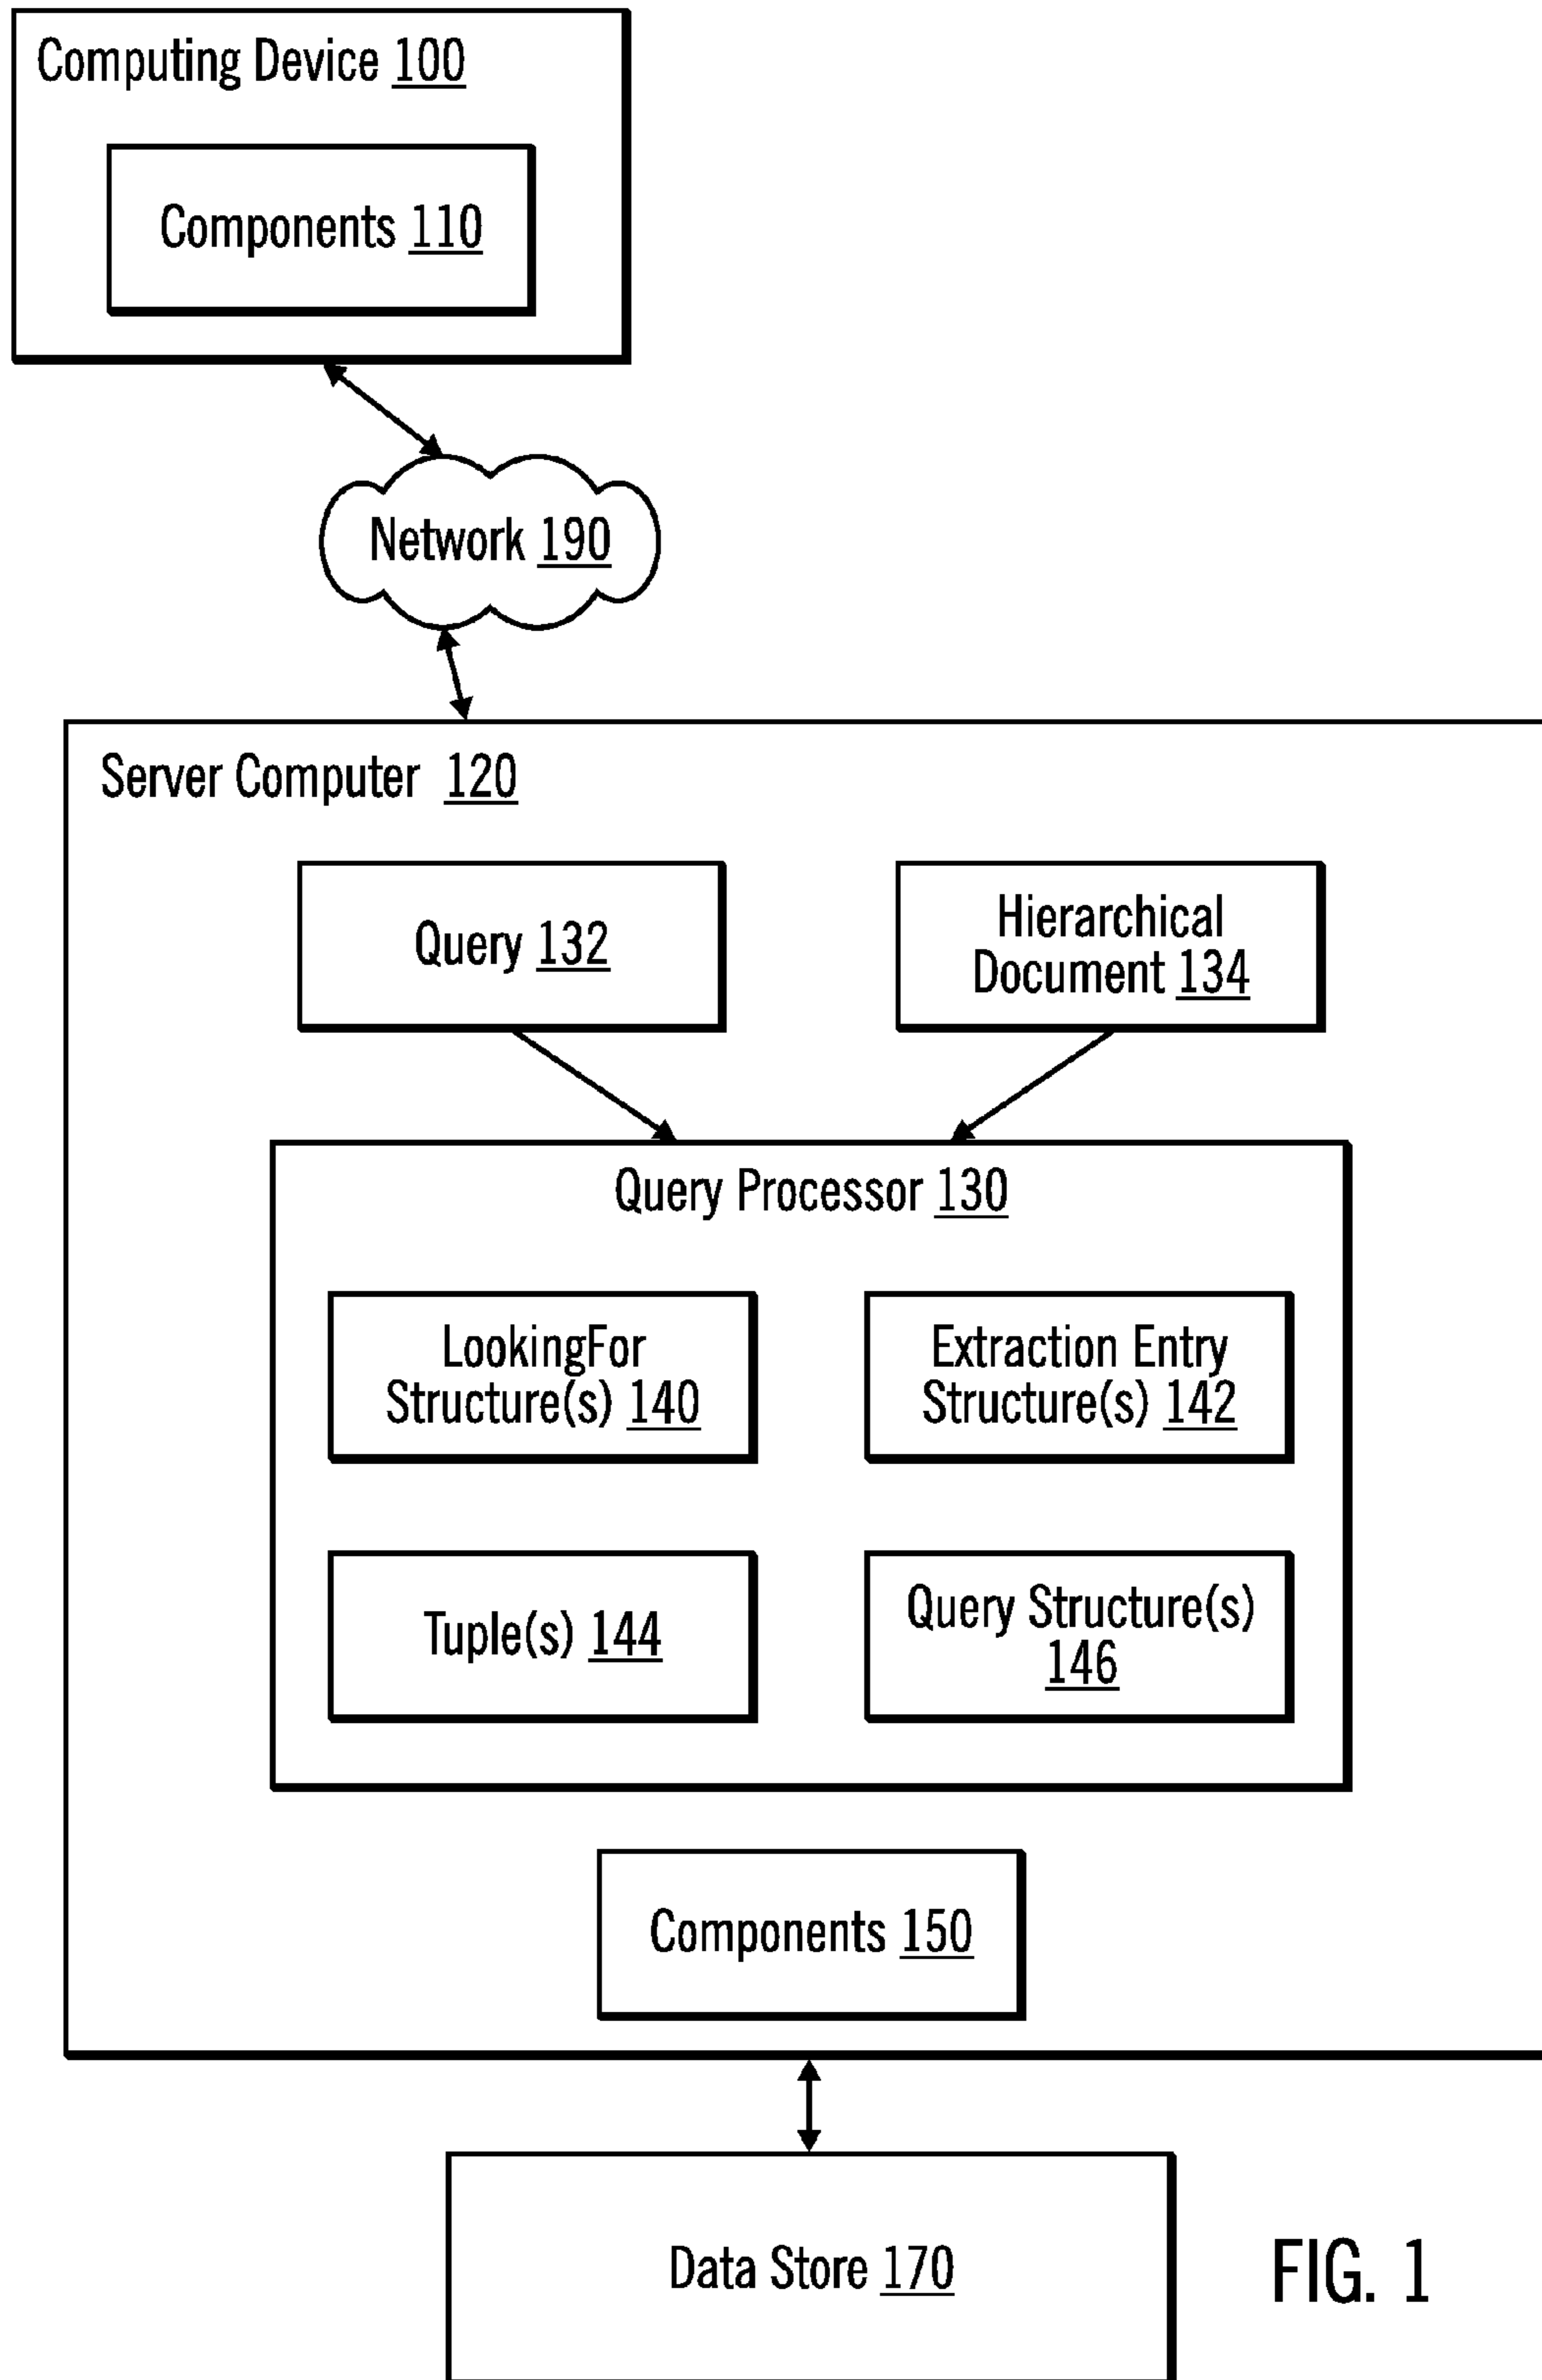 Computing Device 100
Components 110
Network 190
Server Computer 120
Query 132
Hierarchical
Document 134
Query Processor 130
LookingFor
Structure(s) 140
Extraction Entry
Structure(s) 142
Tuple(s) 144
Query Structure(s)
146
Components 150
Data Store 170
FIG. 1